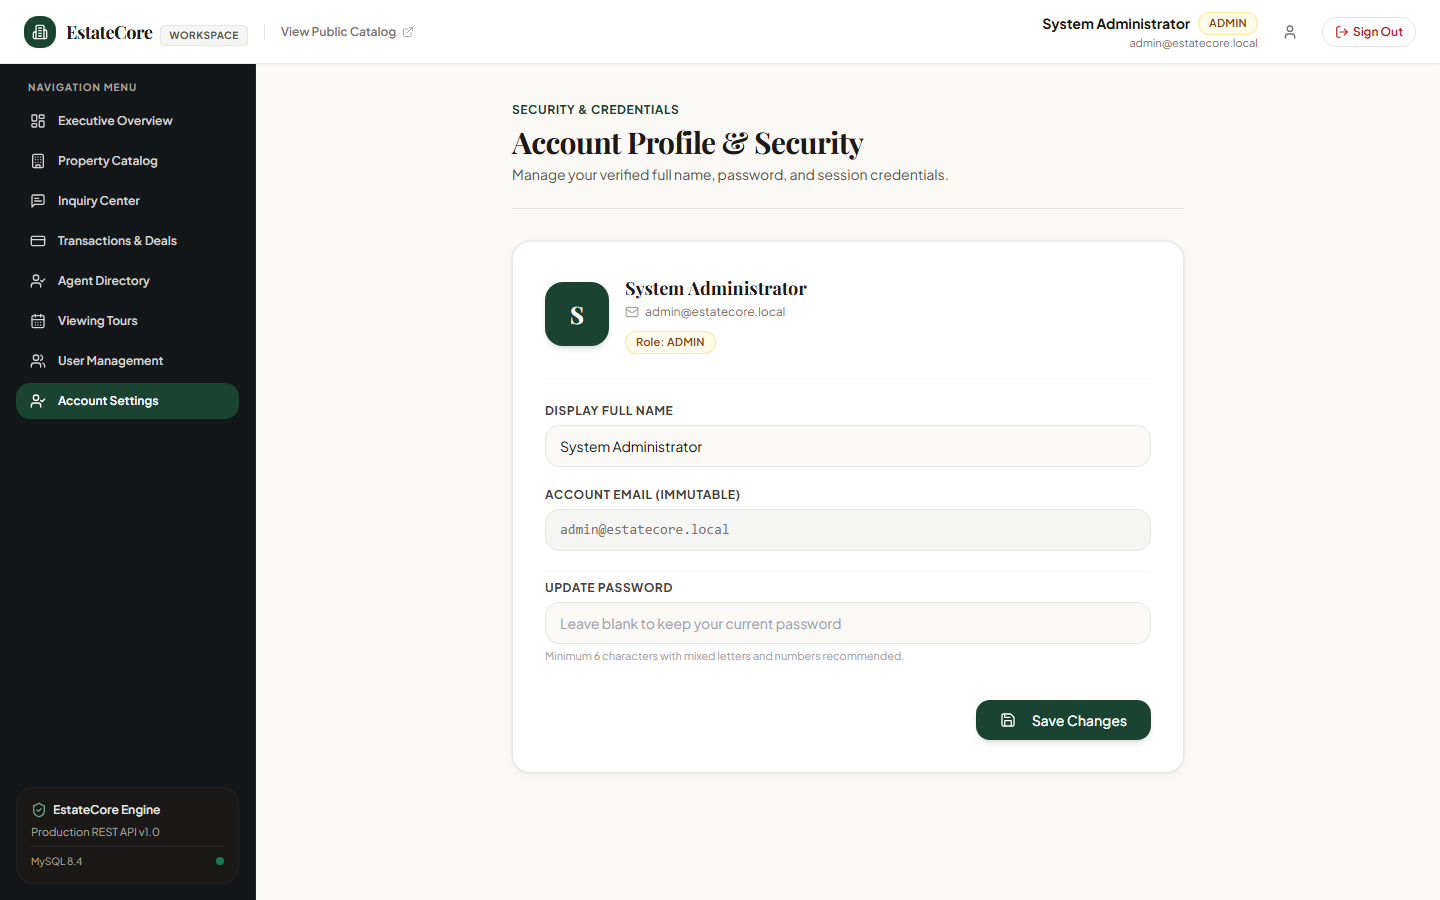 EstateCore WORKSPACE View Public Catalog
System Administrator ADMIN
admin@estatecore.local
Sign Out
NAVIGATION MENU
Executive Overview
Property Catalog
Inquiry Center
Transactions & Deals
Agent Directory
Viewing Tours
User Management
Account Settings
EstateCore Engine
Production REST API v1.0
MySQL 8.4
SECURITY & CREDENTIALS
Account Profile & Security
Manage your verified full name, password, and session credentials.
S
System Administrator
admin@estatecore.local
Role: ADMIN
DISPLAY FULL NAME
System Administrator
ACCOUNT EMAIL (IMMUTABLE)
admin@estatecore.local
UPDATE PASSWORD
Leave blank to keep your current password
Minimum 6 characters with mixed letters and numbers recommended.
Save Changes